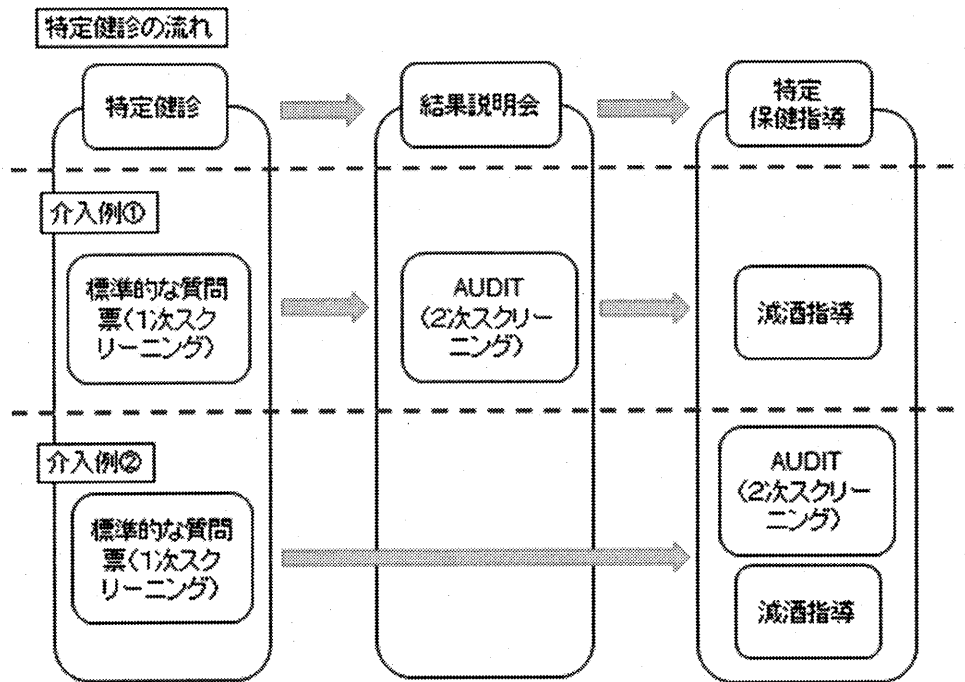 特定健診の流れ
特定健診
結果説明会
特定
保健指導
介入例①
標準的な質問
票(1次スク
リーニング)
AUDIT
(2次スクリー
ニング)
減酒指導
介入例②
標準的な質問
票(1次スク
リーニング)
AUDIT
(2次スクリー
ニング)
減酒指導